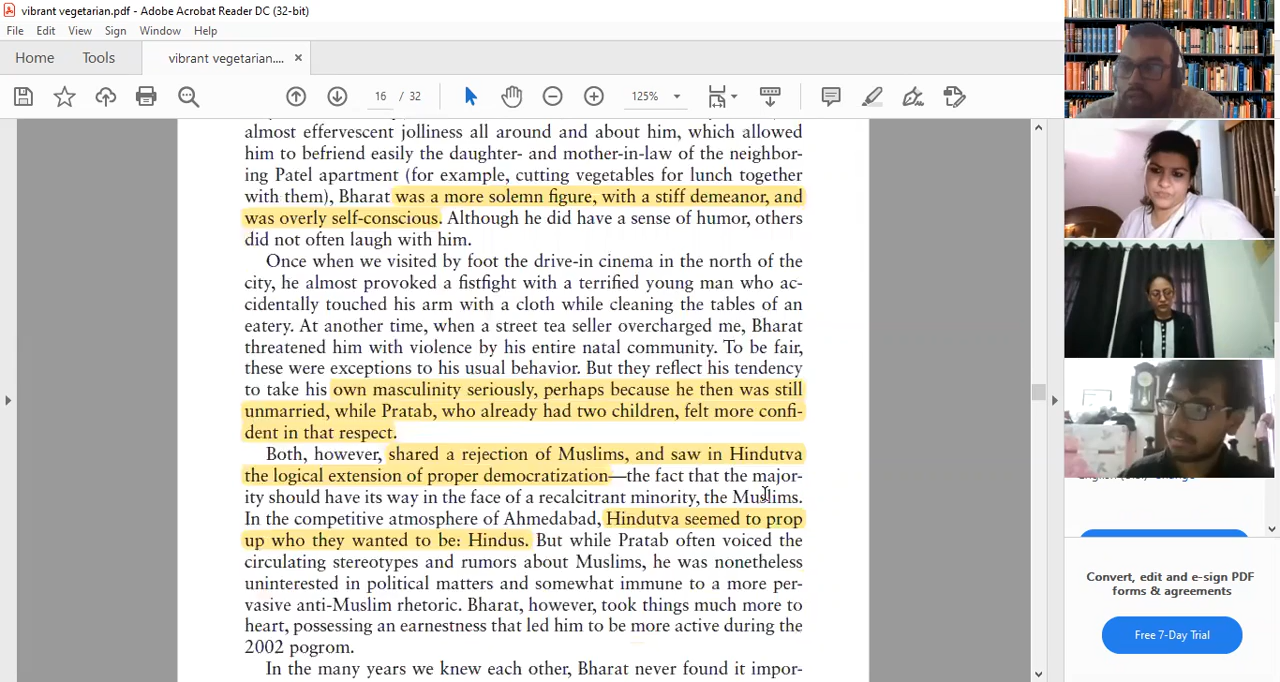 vibrant vegetarian.pdf - Adobe Acrobat Reader DC (32-bit)
File Edit View Sign Window Help
Home Tools vibrant vegetarian.... ×
16 / 32 125%
almost effervescent jolliness all around and about him, which allowed
him to befriend easily the daughter- and mother-in-law of the neighbor-
ing Patel apartment (for example, cutting vegetables for lunch together
with them), Bharat was a more solemn figure, with a stiff demeanor, and
was overly self-conscious. Although he did have a sense of humor, others
did not often laugh with him.
Once when we visited by foot the drive-in cinema in the north of the
city, he almost provoked a fistfight with a terrified young man who ac-
cidentally touched his arm with a cloth while cleaning the tables of an
eatery. At another time, when a street tea seller overcharged me, Bharat
threatened him with violence by his entire natal community. To be fair,
these were exceptions to his usual behavior. But they reflect his tendency
to take his own masculinity seriously, perhaps because he then was still
unmarried, while Pratab, who already had two children, felt more confi-
dent in that respect.
Both, however, shared a rejection of Muslims, and saw in Hindutva
the logical extension of proper democratization—the fact that the major-
ity should have its way in the face of a recalcitrant minority, the Muslims.
In the competitive atmosphere of Ahmedabad, Hindutva seemed to prop
up who they wanted to be: Hindus. But while Pratab often voiced the
circulating stereotypes and rumors about Muslims, he was nonetheless
uninterested in political matters and somewhat immune to a more per-
vasive anti-Muslim rhetoric. Bharat, however, took things much more to
heart, possessing an earnestness that led him to be more active during the
2002 pogrom.
In the many years we knew each other, Bharat never found it impor-
Convert, edit and e-sign PDF
forms & agreements
Free 7-Day Trial